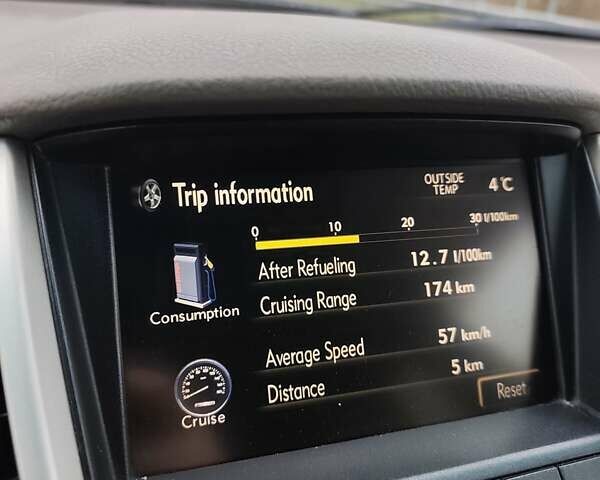 Trip information
OUTSIDE TEMP 4°C
0 10 20 30 l/100km
After Refueling 12.7 l/100km
Cruising Range 174 km
Consumption
Average Speed 57 km/h
Distance 5 km
Cruise
Reset